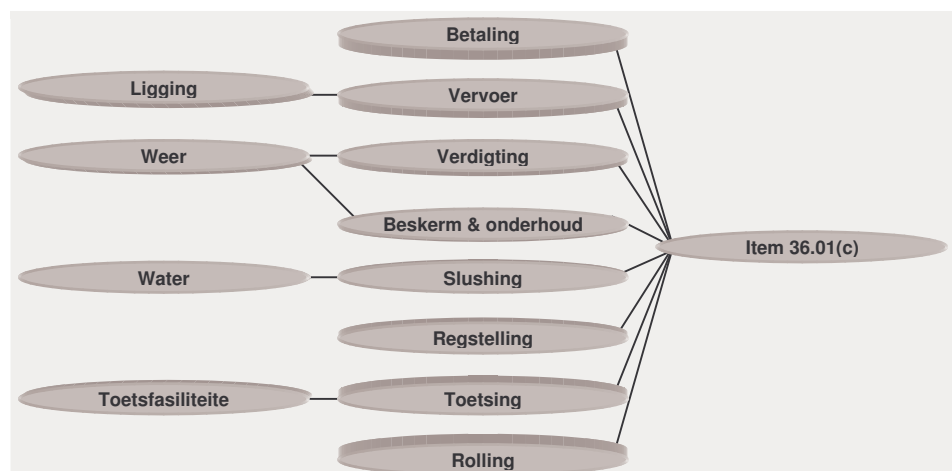 Betaling
Ligging
Vervoer
Weer
Verdigting
Beskerm & onderhoud
Item 36.01(c)
Water
Slushing
Regstelling
Toetsfasiliteite
Toetsing
Rolling